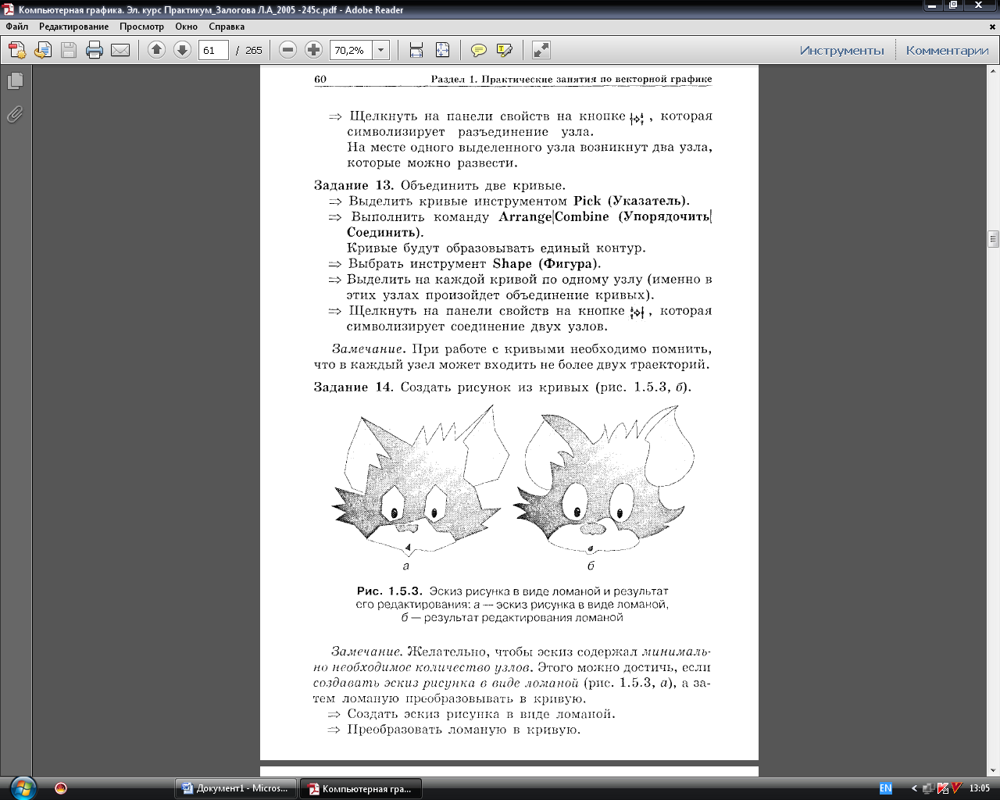 Компьютерная графика. Эл. курс Практикум_Залогова Л.А_2005 -245с.pdf - Adobe Reader
Файл Редактирование Просмотр Окно Справка
61 / 265 70,2% Инструменты Комментарии
60 Раздел 1. Практические занятия по векторной графике
⇒ Щелкнуть на панели свойств на кнопке , которая
символизирует разъединение узла.
На месте одного выделенного узла возникнут два узла,
которые можно развести.
Задание 13. Объединить две кривые.
⇒ Выделить кривые инструментом Pick (Указатель).
⇒ Выполнить команду Arrange|Combine (Упорядочить|
Соединить).
Кривые будут образовывать единый контур.
⇒ Выбрать инструмент Shape (Фигура).
⇒ Выделить на каждой кривой по одному узлу (именно в
этих узлах произойдет объединение кривых).
⇒ Щелкнуть на панели свойств на кнопке , которая
символизирует соединение двух узлов.
Замечание. При работе с кривыми необходимо помнить,
что в каждый узел может входить не более двух траекторий.
Задание 14. Создать рисунок из кривых (рис. 1.5.3, б).
а б
Рис. 1.5.3. Эскиз рисунка в виде ломаной и результат
его редактирования: а — эскиз рисунка в виде ломаной,
б — результат редактирования ломаной
Замечание. Желательно, чтобы эскиз содержал минималь-
но необходимое количество узлов. Этого можно достичь, если
создавать эскиз рисунка в виде ломаной (рис. 1.5.3, а), а за-
тем ломаную преобразовывать в кривую.
⇒ Создать эскиз рисунка в виде ломаной.
⇒ Преобразовать ломаную в кривую.
Документ1 - Micros... Компьютерная гра... EN 13:05